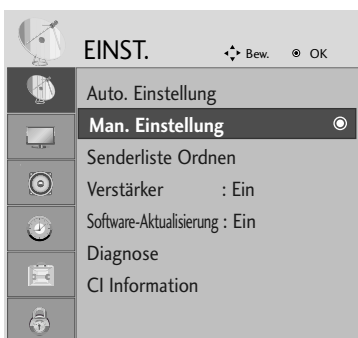 EINST. Bew. OK
Auto. Einstellung
Man. Einstellung
Senderliste Ordnen
Verstärker : Ein
Software-Aktualisierung : Ein
Diagnose
CI Information